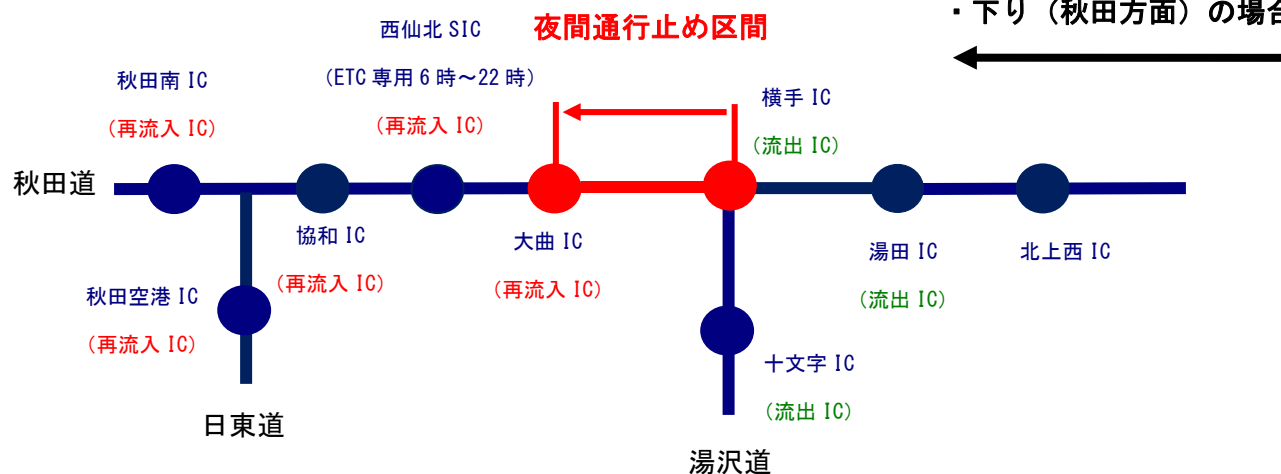 ・下り（秋田方面）の場合
夜間通行止め区間
西仙北 SIC
(ETC 専用 6 時～22 時)
(再流入 IC)
秋田南 IC
(再流入 IC)
横手 IC
(流出 IC)
秋田道
協和 IC
(再流入 IC)
大曲 IC
(再流入 IC)
湯田 IC
(流出 IC)
北上西 IC
秋田空港 IC
(再流入 IC)
十文字 IC
(流出 IC)
日東道
湯沢道